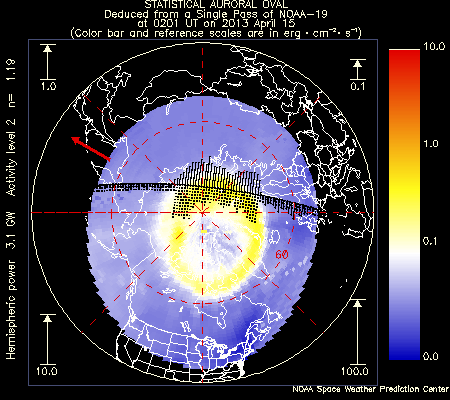 STATISTICAL AURORAL OVAL
Deduced from a Single Pass of NOAA-19
at 0201 UT on 2013 April 15
(Color bar and reference scales are in erg · cm⁻² · s⁻¹)
1.0
0.1
10.0
1.0
0.1
0.0
Hemispheric power 3.1 GW Activity level 2 n= 1.19
60
10.0
100.0
NOAA Space Weather Prediction Center